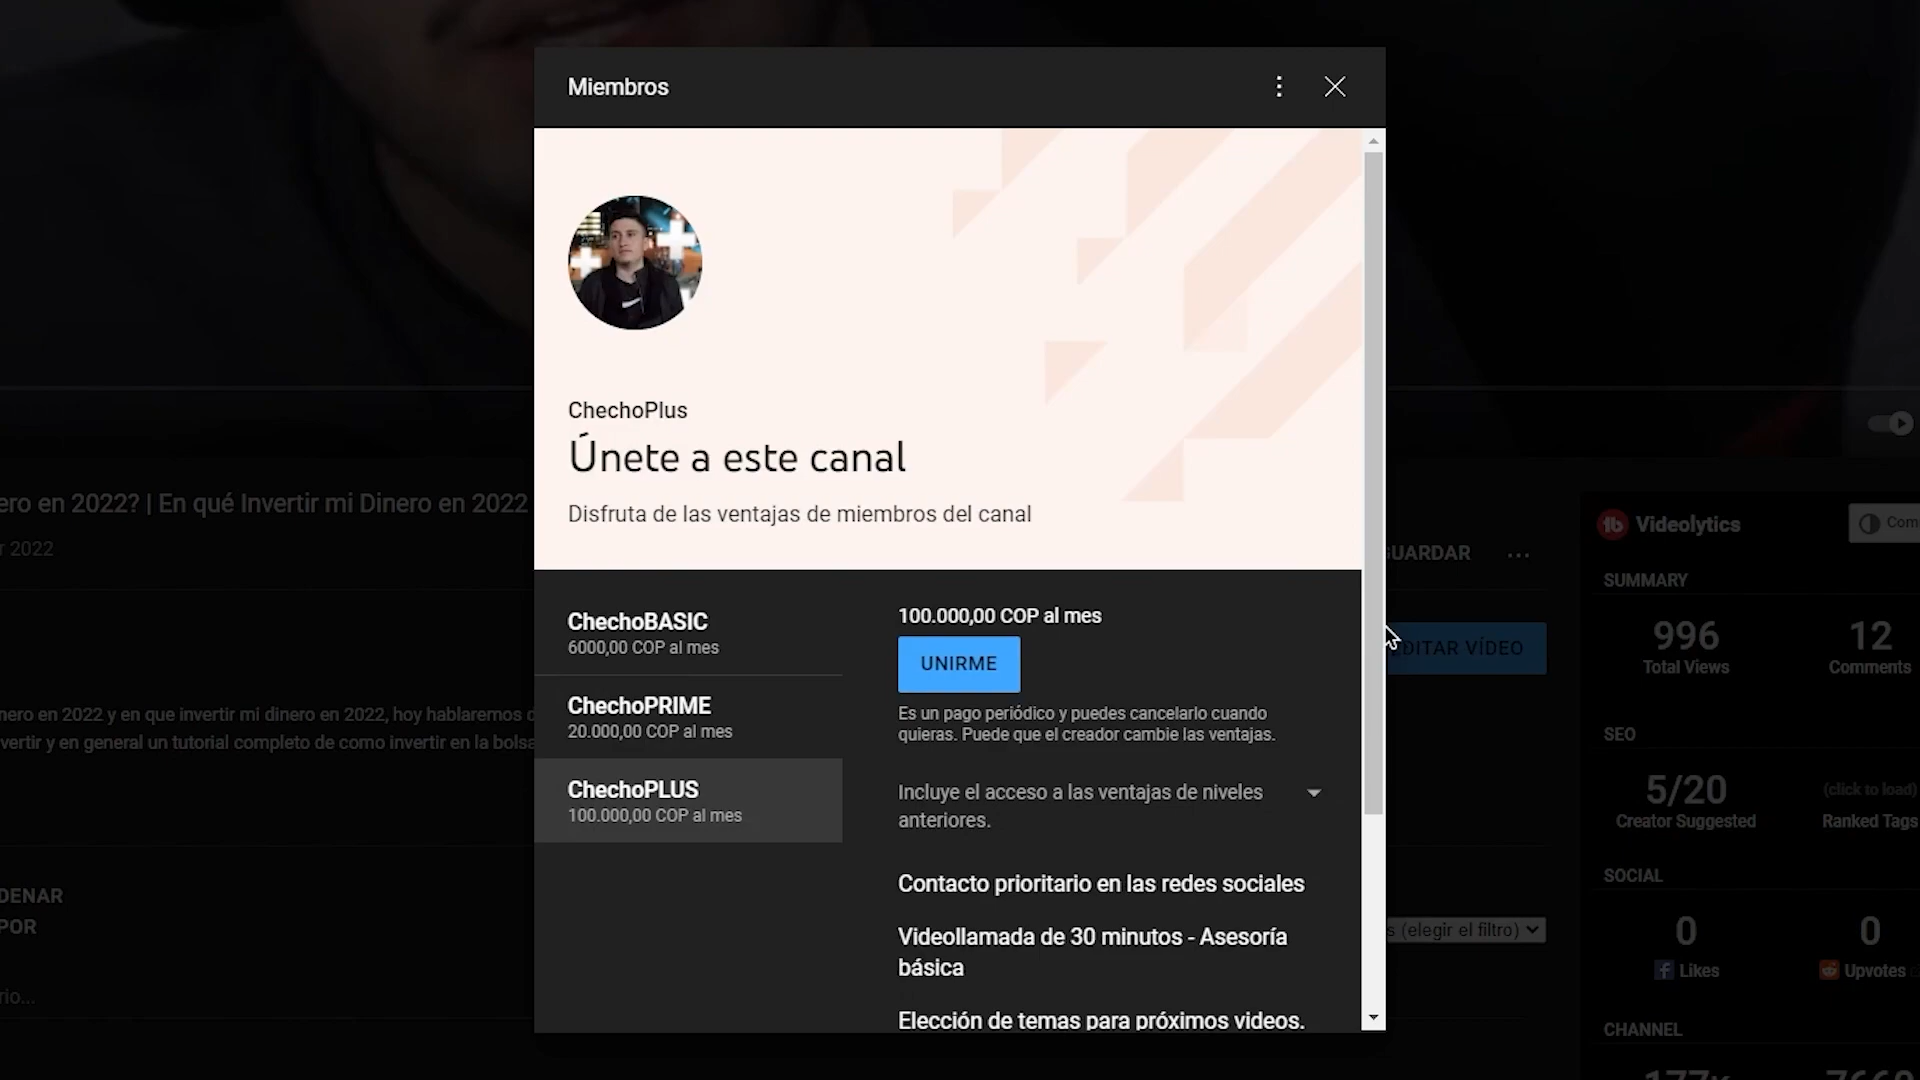 Miembros
ChechoPlus
Únete a este canal
Disfruta de las ventajas de miembros del canal
ChechoBASIC
6000,00 COP al mes
ChechoPRIME
20.000,00 COP al mes
ChechoPLUS
100.000,00 COP al mes
100.000,00 COP al mes
UNIRME
Es un pago periódico y puedes cancelarlo cuando
quieras. Puede que el creador cambie las ventajas.
Incluye el acceso a las ventajas de niveles
anteriores.
Contacto prioritario en las redes sociales
Videollamada de 30 minutos - Asesoría
básica
Elección de temas para próximos videos.
ero en 2022? | En qué Invertir mi Dinero en 2022
r 2022
nero en 2022 y en que invertir mi dinero en 2022, hoy hablaremos d
vertir y en general un tutorial completo de como invertir en la bolsa
DENAR
POR
rio...
GUARDAR
DITAR VÍDEO
s (elegir el filtro)
Videolytics
Com
SUMMARY
996
Total Views
12
Comments
SEO
5/20
Creator Suggested
(click to load)
Ranked Tags
SOCIAL
0
Likes
0
Upvotes
CHANNEL